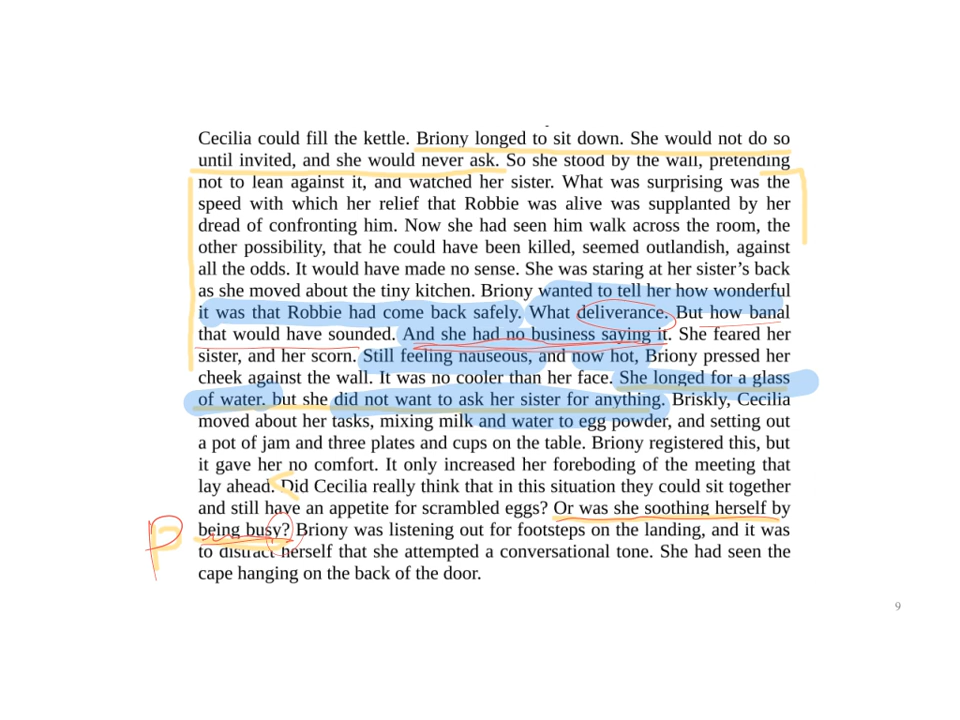 Cecilia could fill the kettle. Briony longed to sit down. She would not do so
until invited, and she would never ask. So she stood by the wall, pretending
not to lean against it, and watched her sister. What was surprising was the
speed with which her relief that Robbie was alive was supplanted by her
dread of confronting him. Now she had seen him walk across the room, the
other possibility, that he could have been killed, seemed outlandish, against
all the odds. It would have made no sense. She was staring at her sister’s back
as she moved about the tiny kitchen. Briony wanted to tell her how wonderful
it was that Robbie had come back safely. What deliverance. But how banal
that would have sounded. And she had no business saying it. She feared her
sister, and her scorn. Still feeling nauseous, and now hot, Briony pressed her
cheek against the wall. It was no cooler than her face. She longed for a glass
of water. but she did not want to ask her sister for anything. Briskly, Cecilia
moved about her tasks, mixing milk and water to egg powder, and setting out
a pot of jam and three plates and cups on the table. Briony registered this, but
it gave her no comfort. It only increased her foreboding of the meeting that
lay ahead. Did Cecilia really think that in this situation they could sit together
and still have an appetite for scrambled eggs? Or was she soothing herself by
P
being busy? Briony was listening out for footsteps on the landing, and it was
to distract herself that she attempted a conversational tone. She had seen the
cape hanging on the back of the door.
9